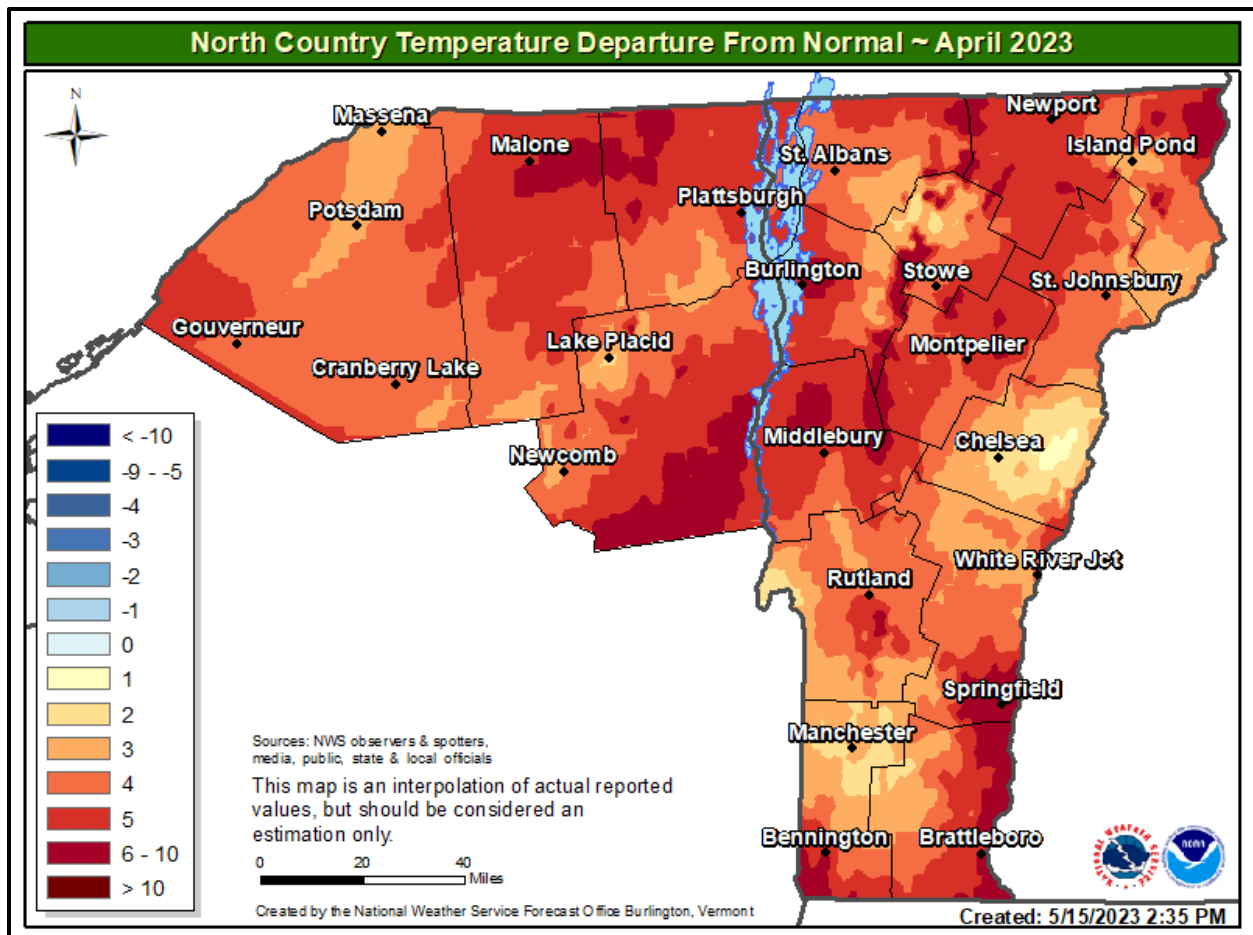 North Country Temperature Departure From Normal ~ April 2023
N
Massena
Newport
Malone
St. Albans
Island Pond
Potsdam
Plattsburgh
Burlington
Stowe
St. Johnsbury
Gouverneur
Lake Placid
Montpelier
Cranberry Lake
Middlebury
Chelsea
Newcomb
White River Jct
Rutland
Springfield
Manchester
Bennington
Brattleboro
< -10
-9 - -5
-4
-3
-2
-1
0
1
2
3
4
5
6 - 10
> 10
Sources: NWS observers & spotters,
media, public, state & local officials
This map is an interpolation of actual reported
values, but should be considered an
estimation only.
0 20 40
Miles
Created by the National Weather Service Forecast Office Burlington, Vermont
NATIONAL WEATHER SERVICE
NOAA
Created: 5/15/2023 2:35 PM